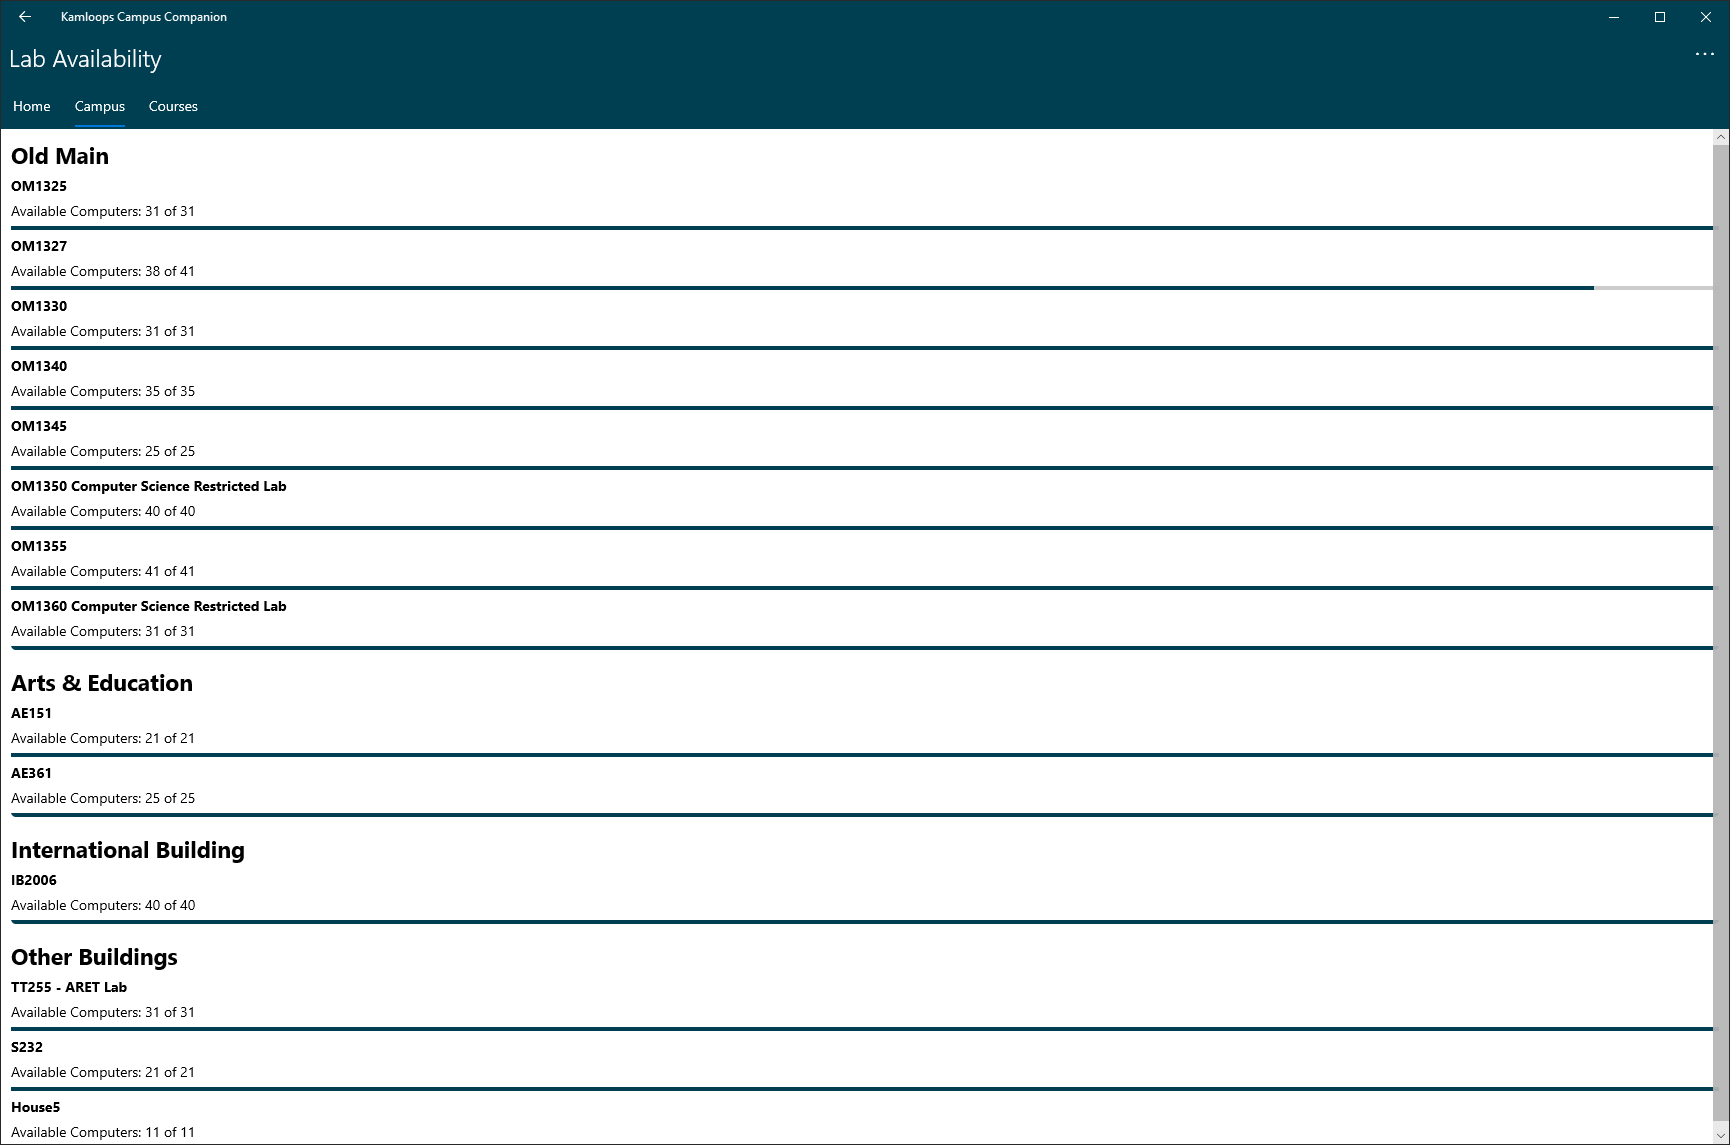 Kamloops Campus Companion
Lab Availability
Home Campus Courses
Old Main
OM1325
Available Computers: 31 of 31
OM1327
Available Computers: 38 of 41
OM1330
Available Computers: 31 of 31
OM1340
Available Computers: 35 of 35
OM1345
Available Computers: 25 of 25
OM1350 Computer Science Restricted Lab
Available Computers: 40 of 40
OM1355
Available Computers: 41 of 41
OM1360 Computer Science Restricted Lab
Available Computers: 31 of 31
Arts & Education
AE151
Available Computers: 21 of 21
AE361
Available Computers: 25 of 25
International Building
IB2006
Available Computers: 40 of 40
Other Buildings
TT255 - ARET Lab
Available Computers: 31 of 31
S232
Available Computers: 21 of 21
House5
Available Computers: 11 of 11